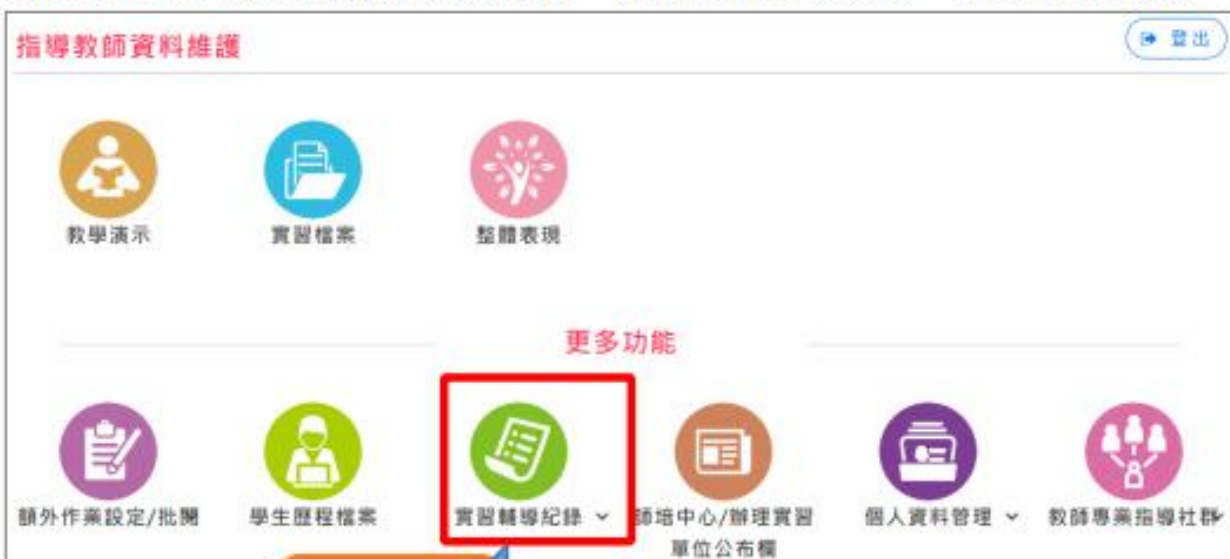 指導教師資料維護
登出
教學演示
實習檔案
整體表現
更多功能
額外作業設定/批閱
學生歷程檔案
實習輔導紀錄
師培中心/辦理實習
單位公布欄
個人資料管理
教師專業指導社群